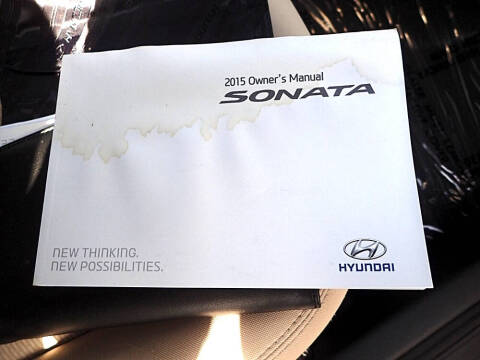 2015 Owner's Manual
SONATA
NEW THINKING.
NEW POSSIBILITIES.
HYUNDAI